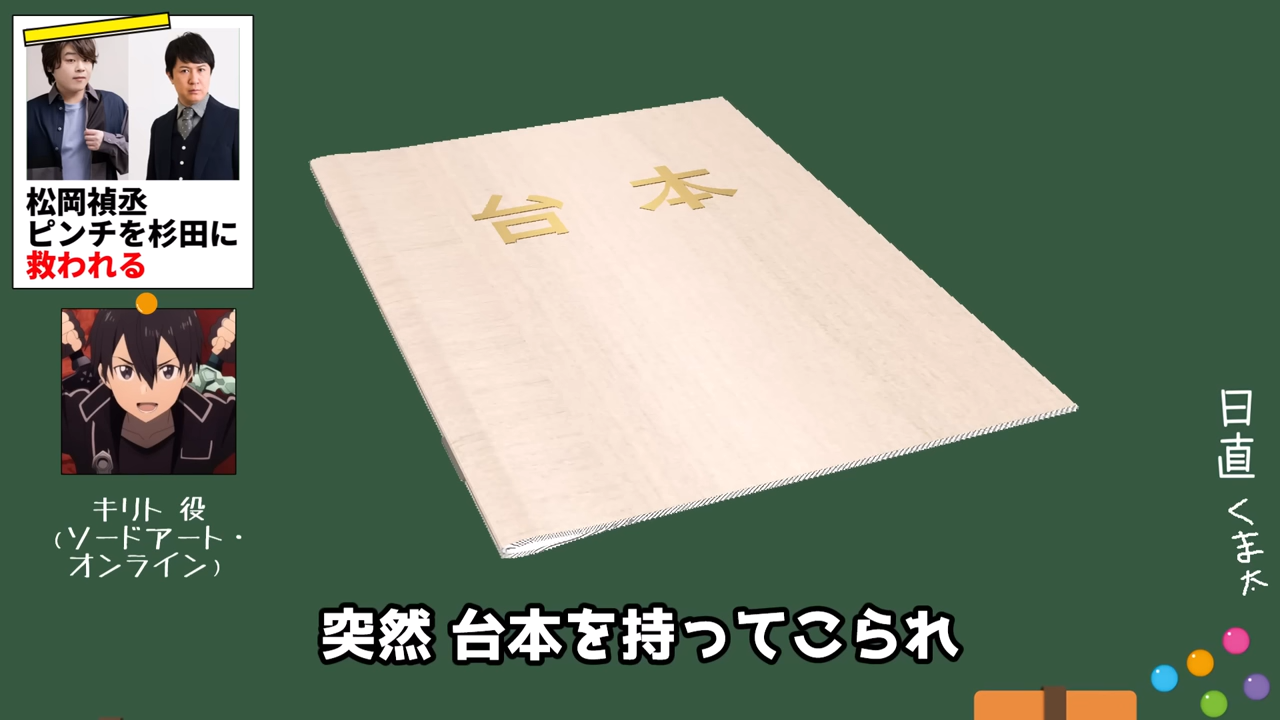 松岡禎丞
ピンチを杉田に
救われる
キリト 役
(ソードアート・
オンライン)
台本
日直 くま太
突然 台本を持ってこられ